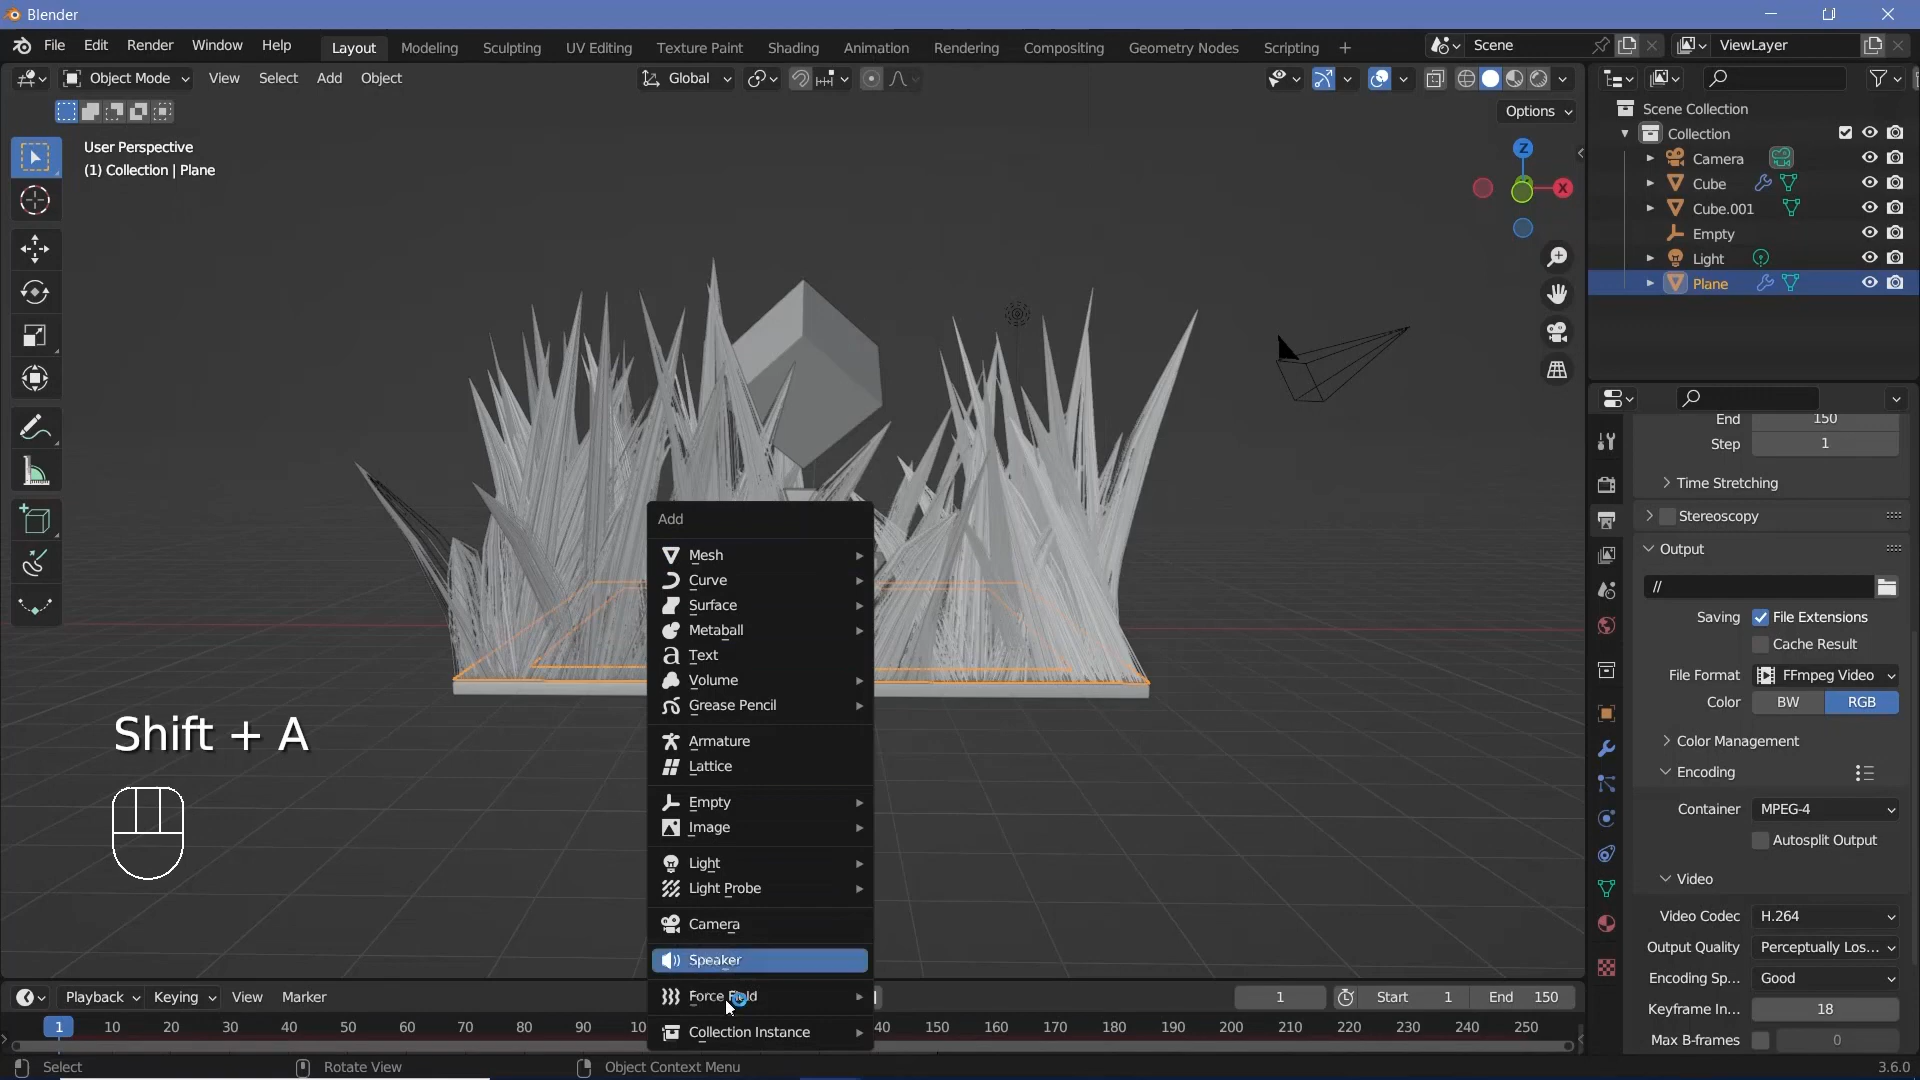 Blender
File Edit Render Window Help
Layout Modeling Sculpting UV Editing Texture Paint Shading Animation Rendering Compositing Geometry Nodes Scripting +
Scene
ViewLayer
Object Mode View Select Add Object
Global
Options
User Perspective
(1) Collection | Plane
Z
X
Scene Collection
Collection
Camera
Cube
Cube.001
Empty
Light
Plane
End 150
Step 1
Time Stretching
Stereoscopy
Output
//
Saving File Extensions
Cache Result
File Format FFmpeg Video
Color BW RGB
Color Management
Encoding
Container MPEG-4
Autosplit Output
Video
Video Codec H.264
Output Quality Perceptually Los...
Encoding Sp... Good
Keyframe In... 18
Max B-frames 0
Add
Mesh
Curve
Surface
Metaball
Text
Volume
Grease Pencil
Armature
Lattice
Empty
Image
Light
Light Probe
Camera
Speaker
Force Field
Collection Instance
Shift + A
Playback Keying View Marker
1 Start 1 End 150
1 10 20 30 40 50 60 70 80 90 10 40 150 160 170 180 190 200 210 220 230 240 250
Select Rotate View Object Context Menu
3.6.0